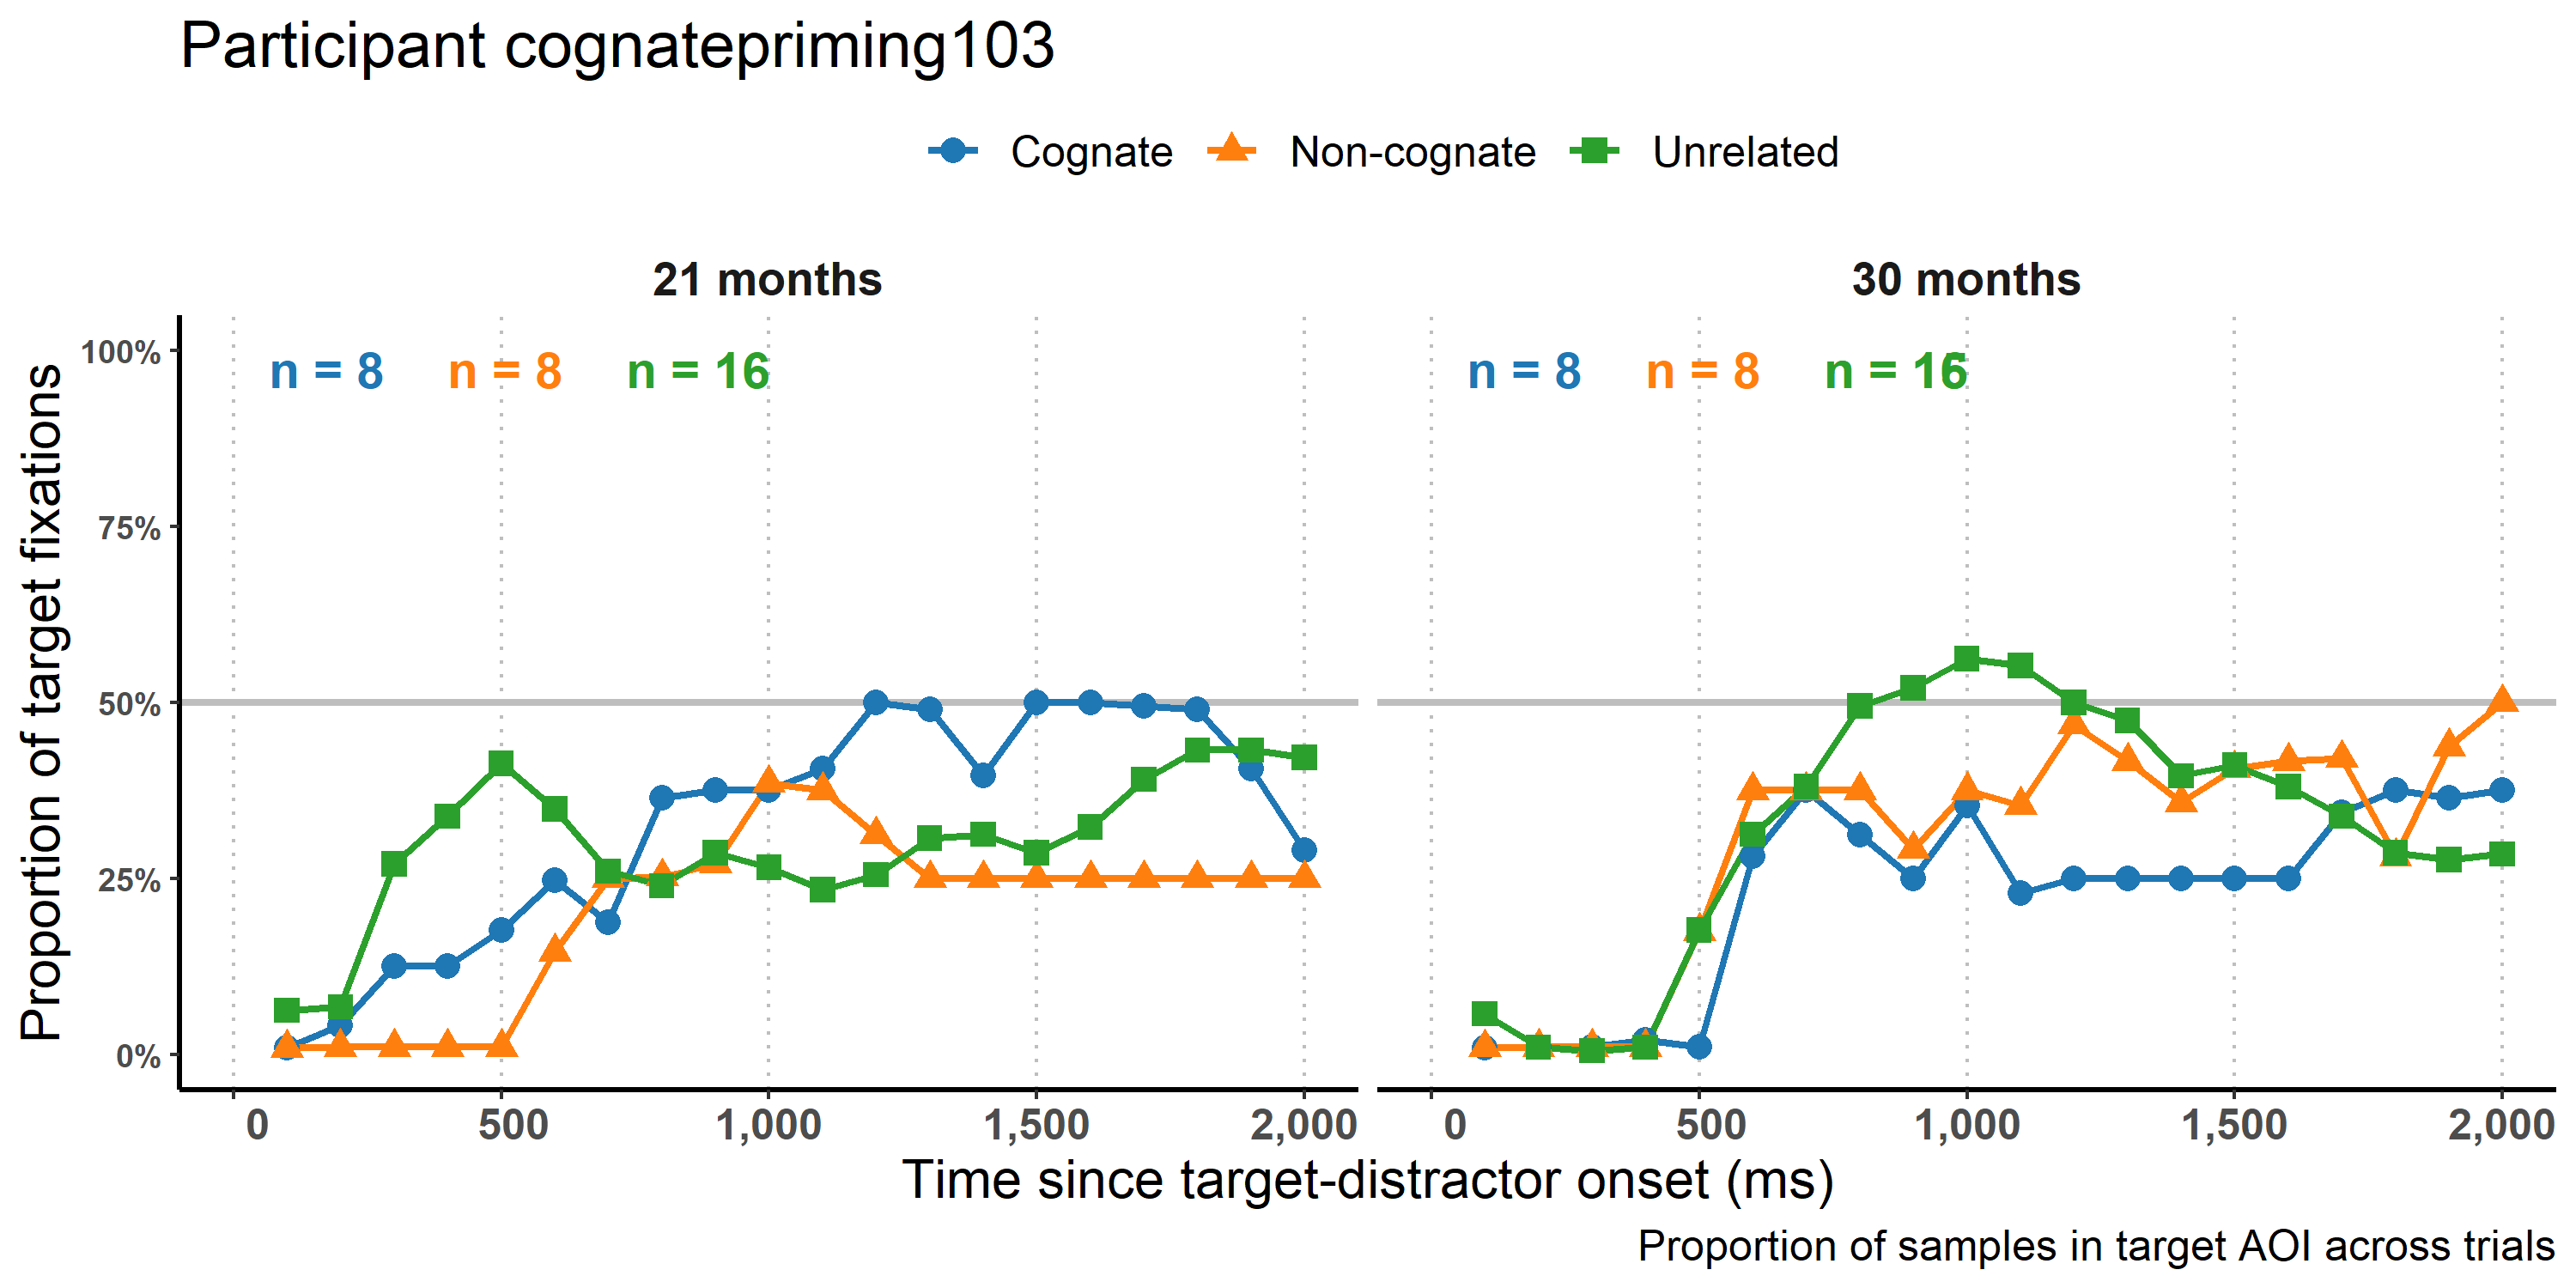 Participant cognatepriming103
Cognate Non-cognate Unrelated
21 months 30 months
n = 8 n = 8 n = 16 n = 8 n = 8
100%
75%
50%
25%
0%
Proportion of target fixations
0 500 1,000 1,500 2,000 0 500 1,000 1,500 2,000
Time since target-distractor onset (ms)
Proportion of samples in target AOI across trials